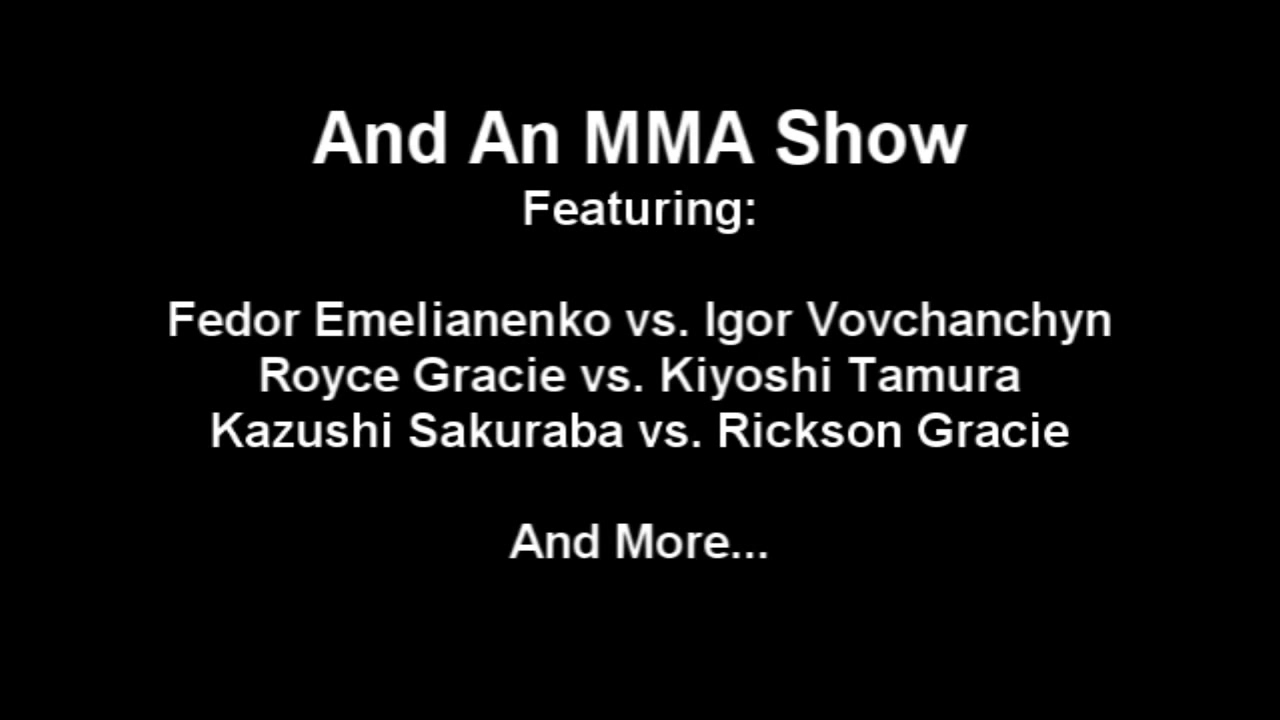 And An MMA Show
Featuring:
Fedor Emelianenko vs. Igor Vovchanchyn
Royce Gracie vs. Kiyoshi Tamura
Kazushi Sakuraba vs. Rickson Gracie
And More...